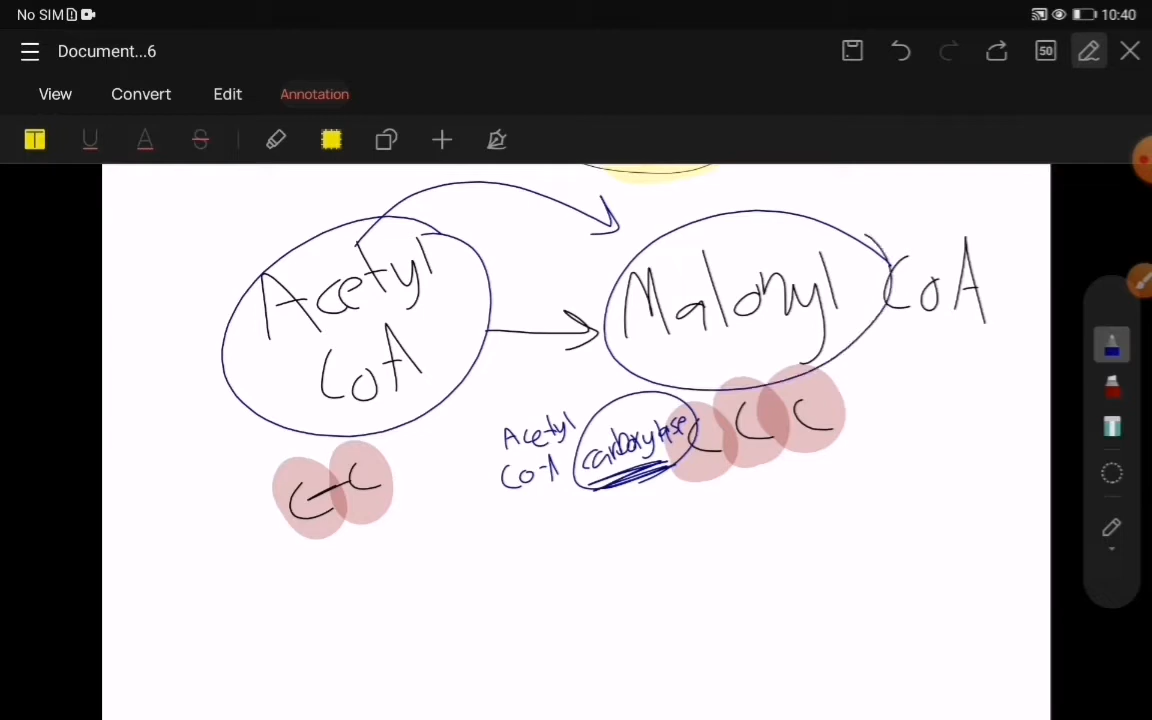 No SIM 10:40
Document...6 50
View Convert Edit Annotation
T U A S
Acetyl
CoA
Malonyl CoA
Acetyl
CoA carboxylase
C C C
C-C